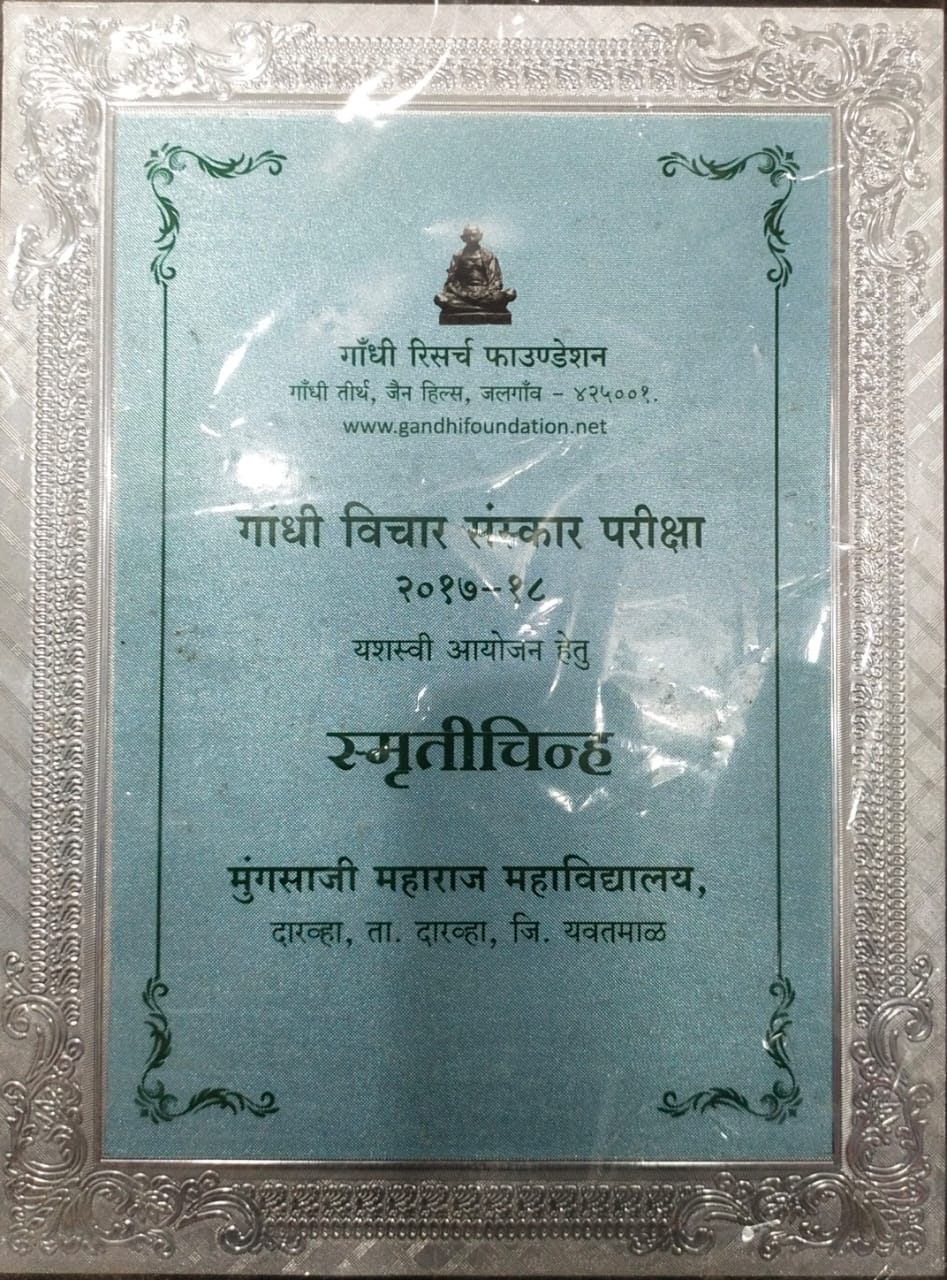 गाँधी रिसर्च फाउण्डेशन
गाँधी तीर्थ, जैन हिल्स, जलगाँव - ४२५००१.
www.gandhifoundation.net
गांधी विचार संस्कार परीक्षा
२०१७-१८
यशस्वी आयोजन हेतु
स्मृतीचिन्ह
मुंगसाजी महाराज महाविद्यालय,
दारव्हा, ता. दारव्हा, जि. यवतमाळ